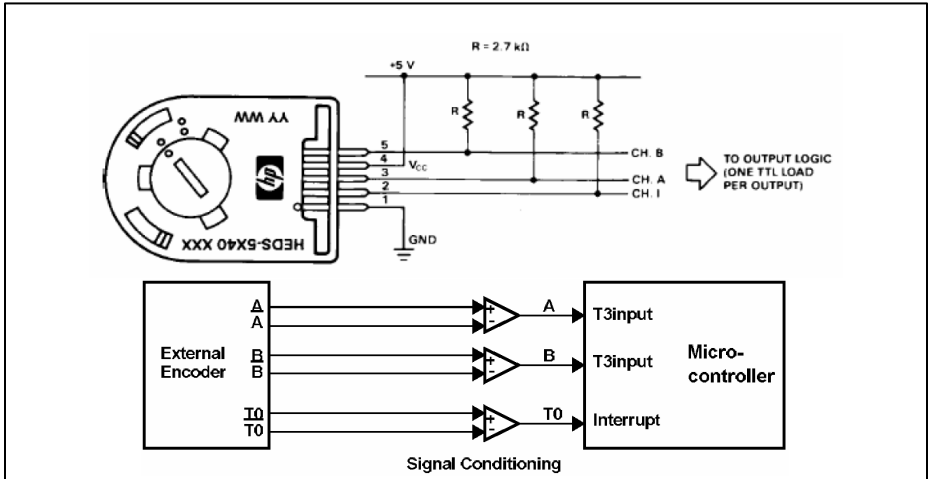 R = 2.7 kΩ
+5 V
R
R
R
YY WW
hp
HEDS-5X40 XXX
5
4
3
2
1
VCC
GND
CH. B
CH. A
CH. I
TO OUTPUT LOGIC
(ONE TTL LOAD
PER OUTPUT)
External
Encoder
A
A
B
B
T0
T0
+
-
+
-
+
-
A
B
T0
T3input
T3input
Interrupt
Micro-
controller
Signal Conditioning